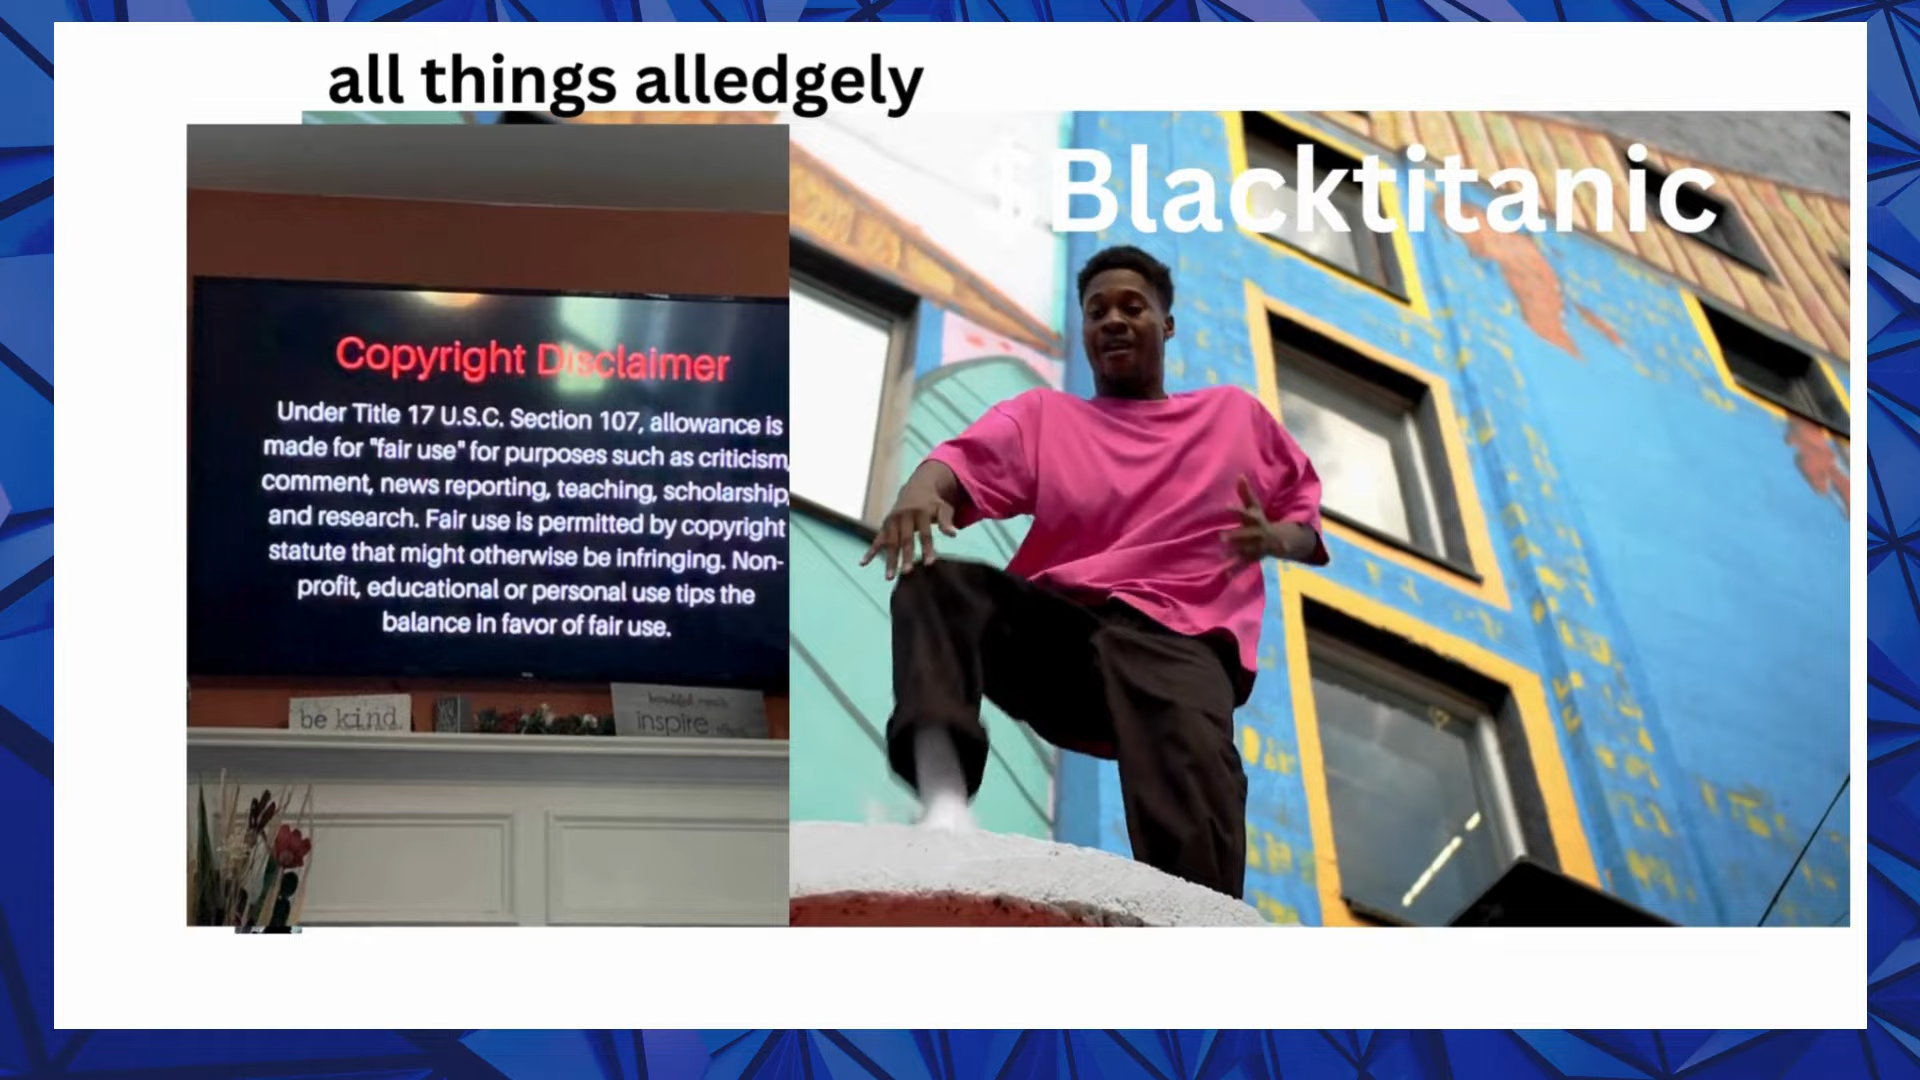 all things alledgely
$Blacktitanic
Copyright Disclaimer
Under Title 17 U.S.C. Section 107, allowance is
made for "fair use" for purposes such as criticism,
comment, news reporting, teaching, scholarship,
and research. Fair use is permitted by copyright
statute that might otherwise be infringing. Non-
profit, educational or personal use tips the
balance in favor of fair use.
be kind.
inspire